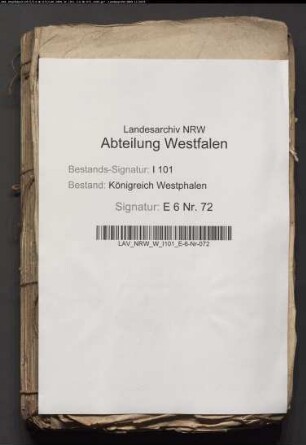 Landesarchiv NRW
Abteilung Westfalen
Bestands-Signatur: I 101
Bestand: Königreich Westphalen
Signatur: E 6 Nr. 72
LAV_NRW_W_I101_E-6-Nr-072